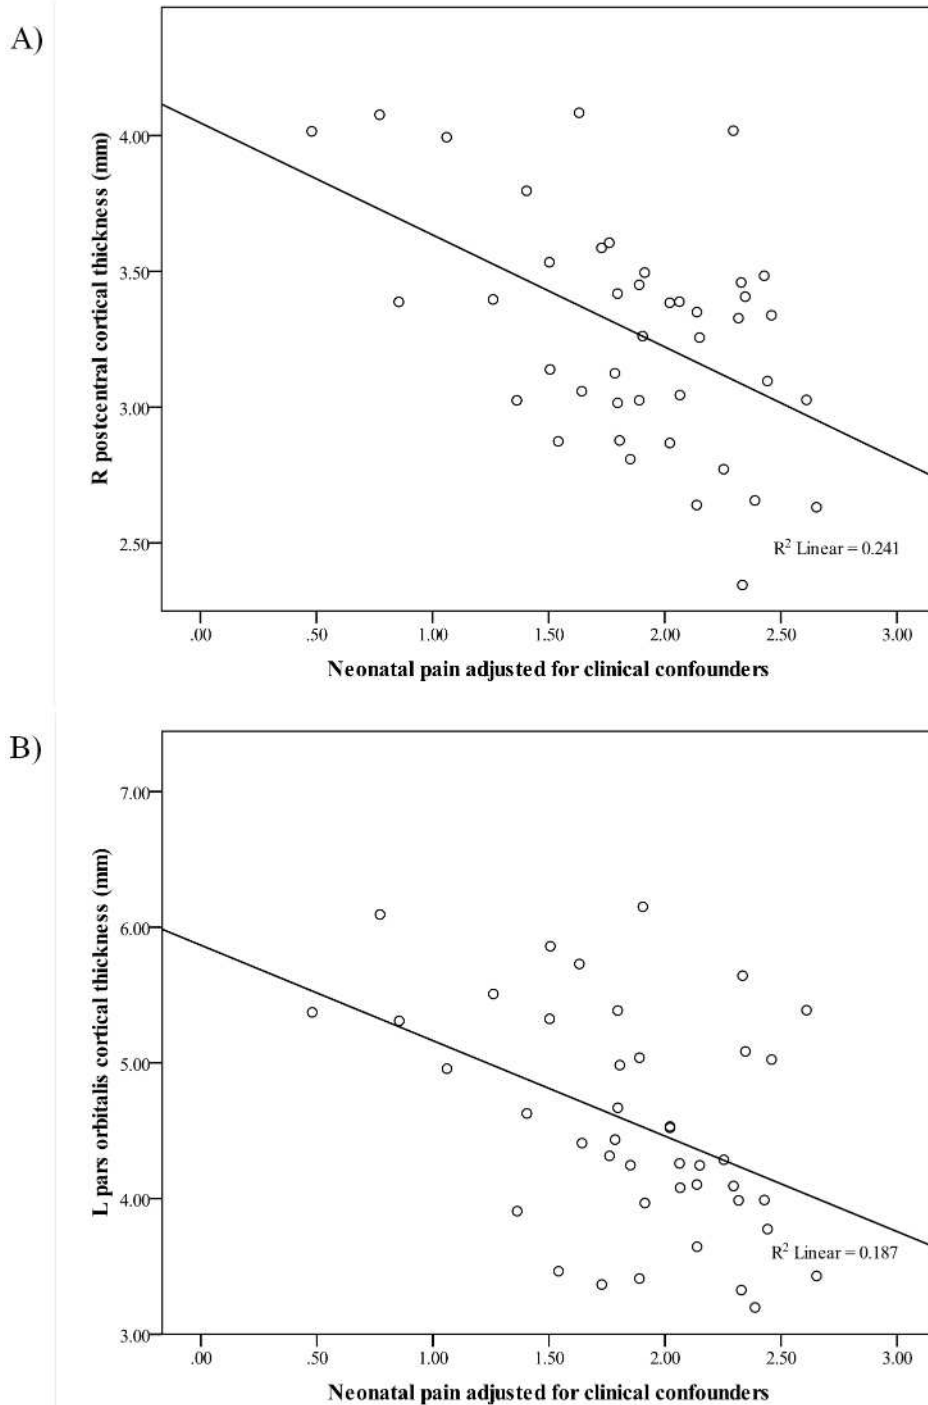 A)
R postcentral cortical thickness (mm)
4.00
3.50
3.00
2.50
R² Linear = 0.241
.00 .50 1.00 1.50 2.00 2.50 3.00
Neonatal pain adjusted for clinical confounders
B)
L pars orbitalis cortical thickness (mm)
7.00
6.00
5.00
4.00
3.00
R² Linear = 0.187
.00 .50 1.00 1.50 2.00 2.50 3.00
Neonatal pain adjusted for clinical confounders